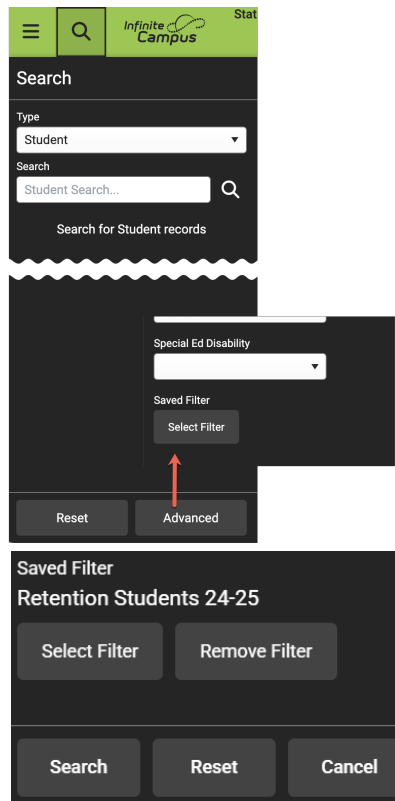 Stat
Infinite
Campus
Search
Type
Student
Search
Student Search...
Search for Student records
Special Ed Disability
Saved Filter
Select Filter
Reset Advanced
Saved Filter
Retention Students 24-25
Select Filter Remove Filter
Search Reset Cancel